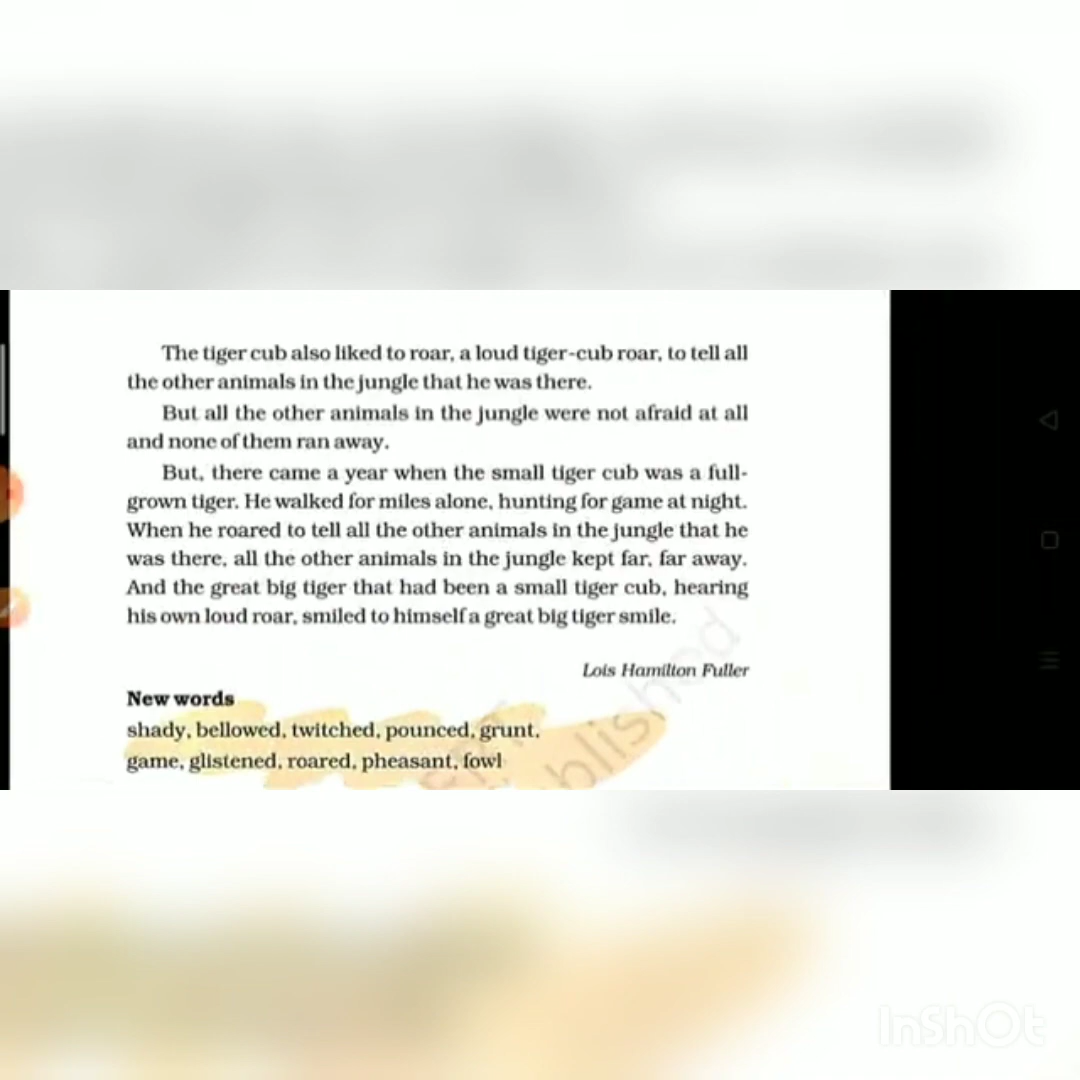 The tiger cub also liked to roar, a loud tiger-cub roar, to tell all
the other animals in the jungle that he was there.
But all the other animals in the jungle were not afraid at all
and none of them ran away.
But, there came a year when the small tiger cub was a full-
grown tiger. He walked for miles alone, hunting for game at night.
When he roared to tell all the other animals in the jungle that he
was there, all the other animals in the jungle kept far, far away.
And the great big tiger that had been a small tiger cub, hearing
his own loud roar, smiled to himself a great big tiger smile.
Lois Hamilton Fuller
New words
shady, bellowed, twitched, pounced, grunt,
game, glistened, roared, pheasant, fowl
InShOt